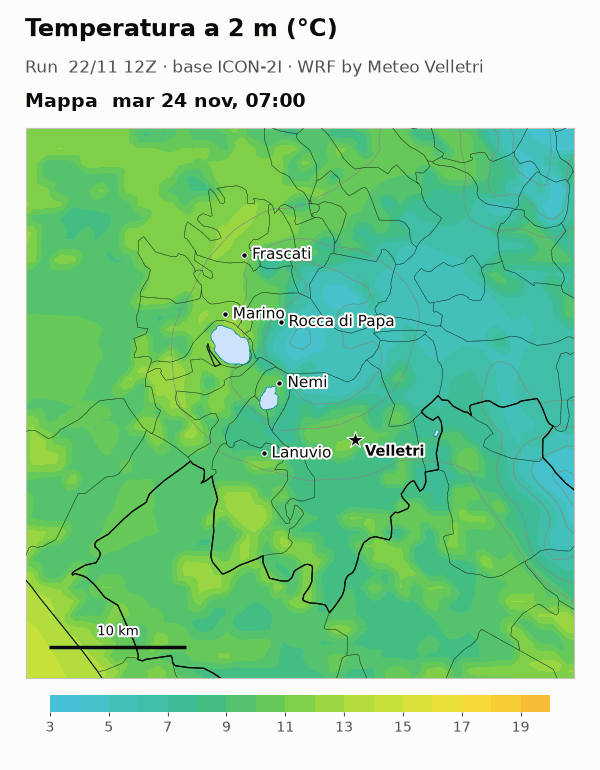 Temperatura a 2 m (°C)
Run  22/11 12Z · base ICON-2I · WRF by Meteo Velletri
Mappa  mar 24 nov, 07:00
Frascati
Marino
Rocca di Papa
Nemi
Velletri
Lanuvio
10 km
3 5 7 9 11 13 15 17 19